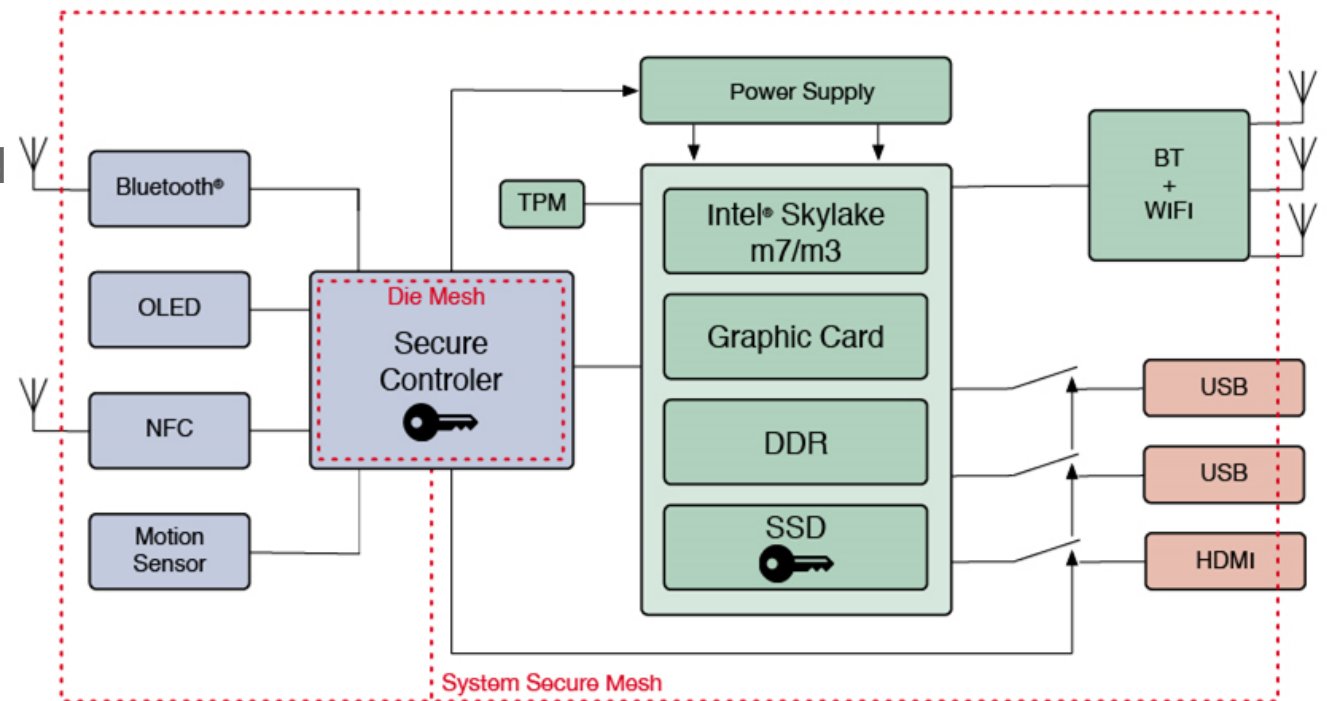 Power Supply
Bluetooth®
TPM
Intel® Skylake
m7/m3
BT
+
WIFI
OLED
Die Mesh
Secure
Controler
Graphic Card
USB
NFC
DDR
USB
Motion
Sensor
SSD
HDMI
System Secure Mesh